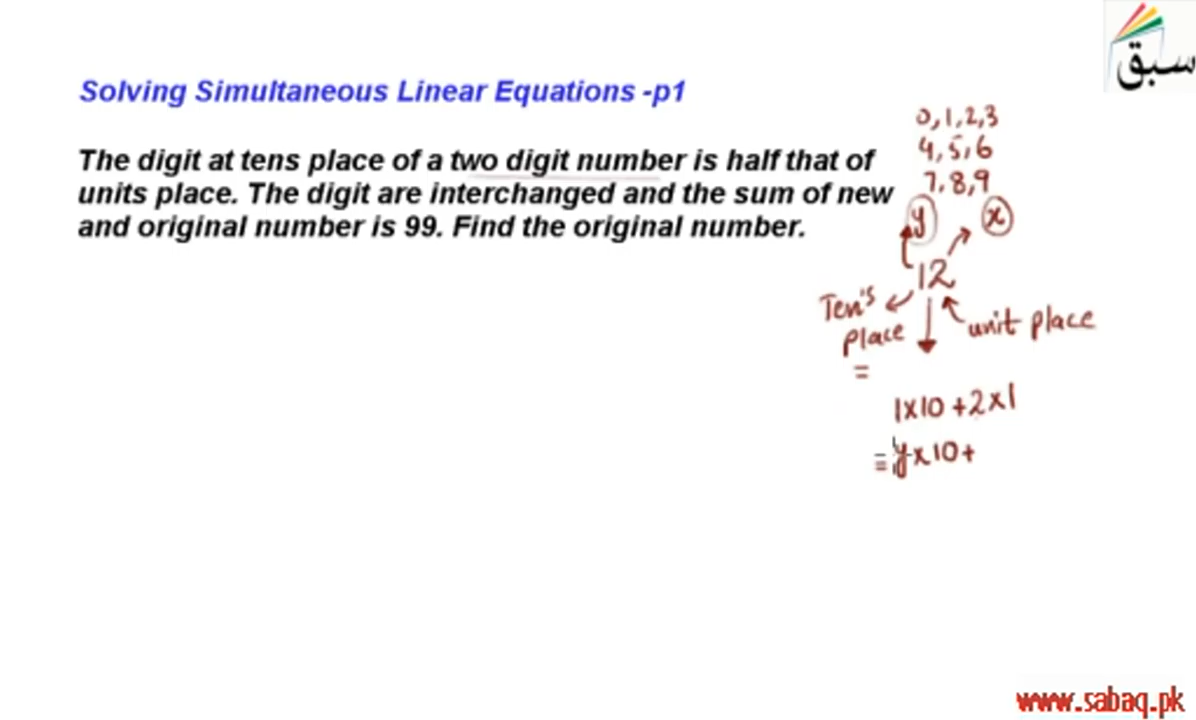 سبق
Solving Simultaneous Linear Equations -p1
The digit at tens place of a two digit number is half that of
units place. The digit are interchanged and the sum of new
and original number is 99. Find the original number.
0,1,2,3
4,5,6
7,8,9
y x
12
Ten's
place
unit place
=
1x10 +2x1
= yx10+
www.sabaq.pk